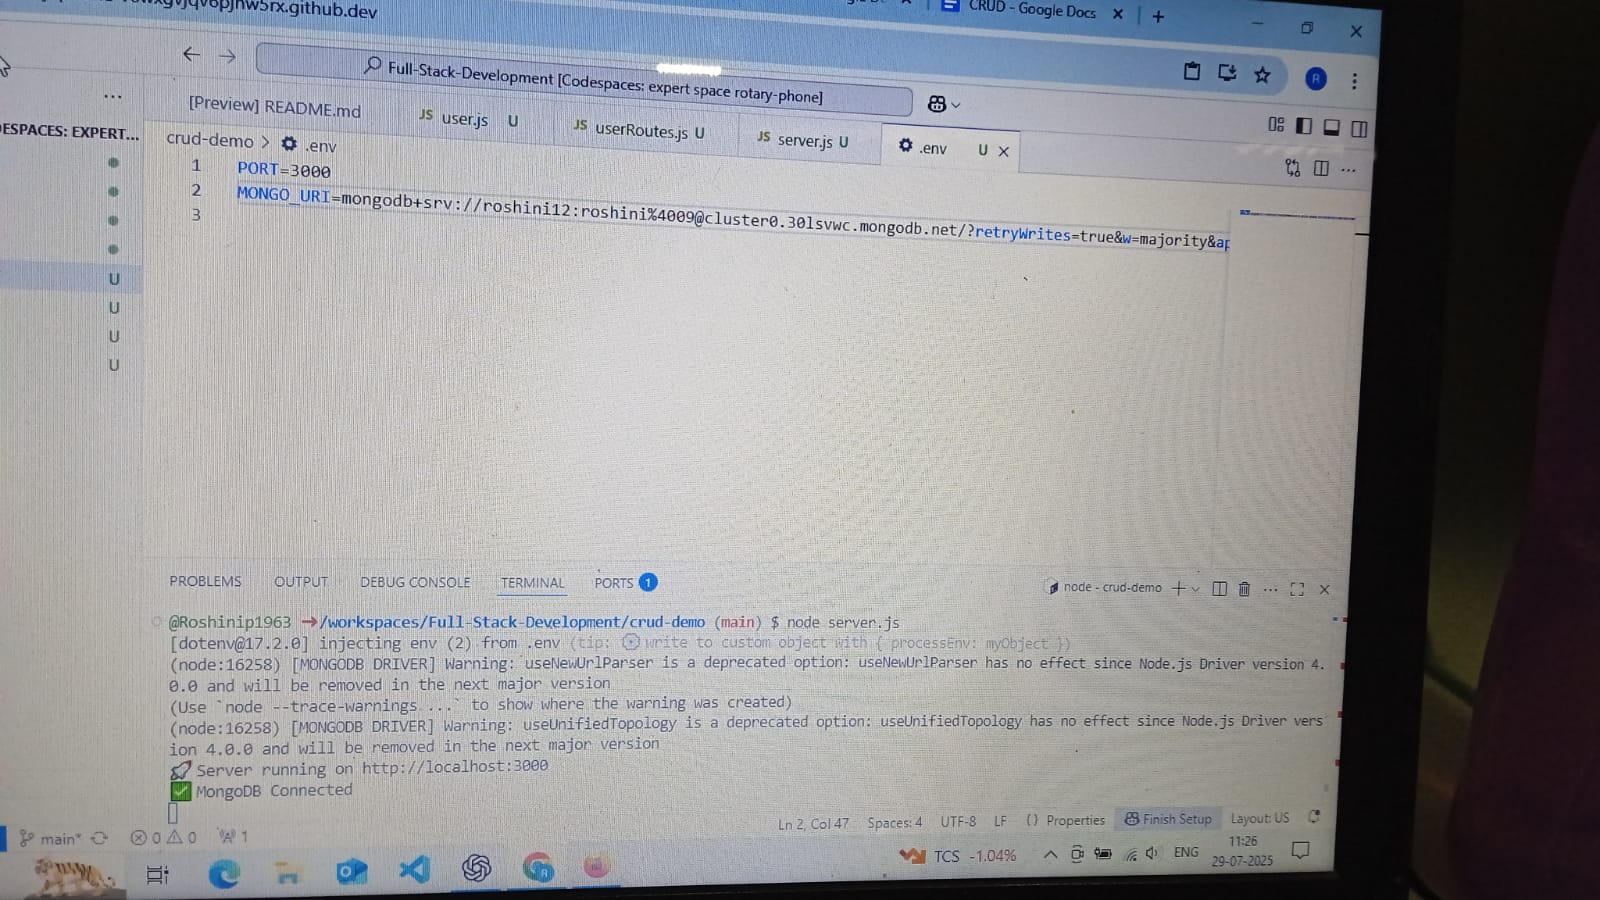 .github.dev
CRUD - Google Docs
Full-Stack-Development [Codespaces: expert space rotary-phone]
[Preview] README.md
JS user.js U
JS userRoutes.js U
JS server.js U
.env U
ESPACES: EXPERT...
crud-demo > .env
1 PORT=3000
2 MONGO_URI=mongodb+srv://roshini12:roshini%4009@cluster0.30lsvwc.mongodb.net/?retryWrites=true&w=majority&ap
3
U
U
U
U
PROBLEMS OUTPUT DEBUG CONSOLE TERMINAL PORTS 1
node - crud-demo
@Roshinip1963 →/workspaces/Full-Stack-Development/crud-demo (main) $ node server.js
[dotenv@17.2.0] injecting env (2) from .env (tip: ⚙ write to custom object with { processEnv: myObject })
(node:16258) [MONGODB DRIVER] Warning: useNewUrlParser is a deprecated option: useNewUrlParser has no effect since Node.js Driver version 4.
0.0 and will be removed in the next major version
(Use `node --trace-warnings ...` to show where the warning was created)
(node:16258) [MONGODB DRIVER] Warning: useUnifiedTopology is a deprecated option: useUnifiedTopology has no effect since Node.js Driver vers
ion 4.0.0 and will be removed in the next major version
🚀 Server running on http://localhost:3000
✅ MongoDB Connected
main* 0 0 1
Ln 2, Col 47 Spaces: 4 UTF-8 LF {} Properties Finish Setup Layout: US
TCS -1.04% ENG
11:26
29-07-2025